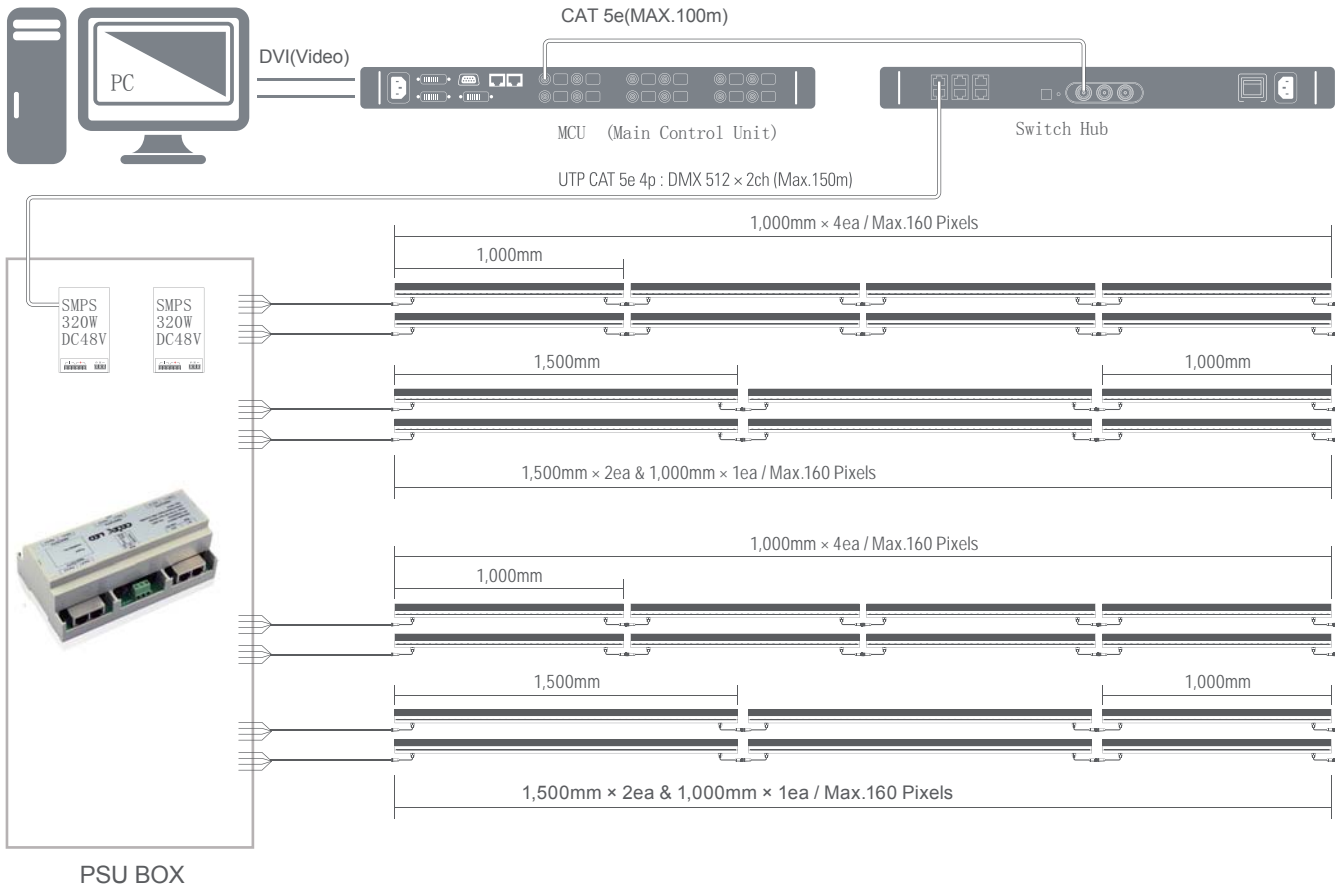 CAT 5e(MAX.100m)
DVI(Video)
PC
MCU (Main Control Unit)
Switch Hub
UTP CAT 5e 4p : DMX 512 × 2ch (Max.150m)
1,000mm × 4ea / Max.160 Pixels
1,000mm
SMPS
320W
DC48V
SMPS
320W
DC48V
1,500mm
1,000mm
1,500mm × 2ea & 1,000mm × 1ea / Max.160 Pixels
LED
1,000mm × 4ea / Max.160 Pixels
1,000mm
1,500mm
1,000mm
1,500mm × 2ea & 1,000mm × 1ea / Max.160 Pixels
PSU BOX